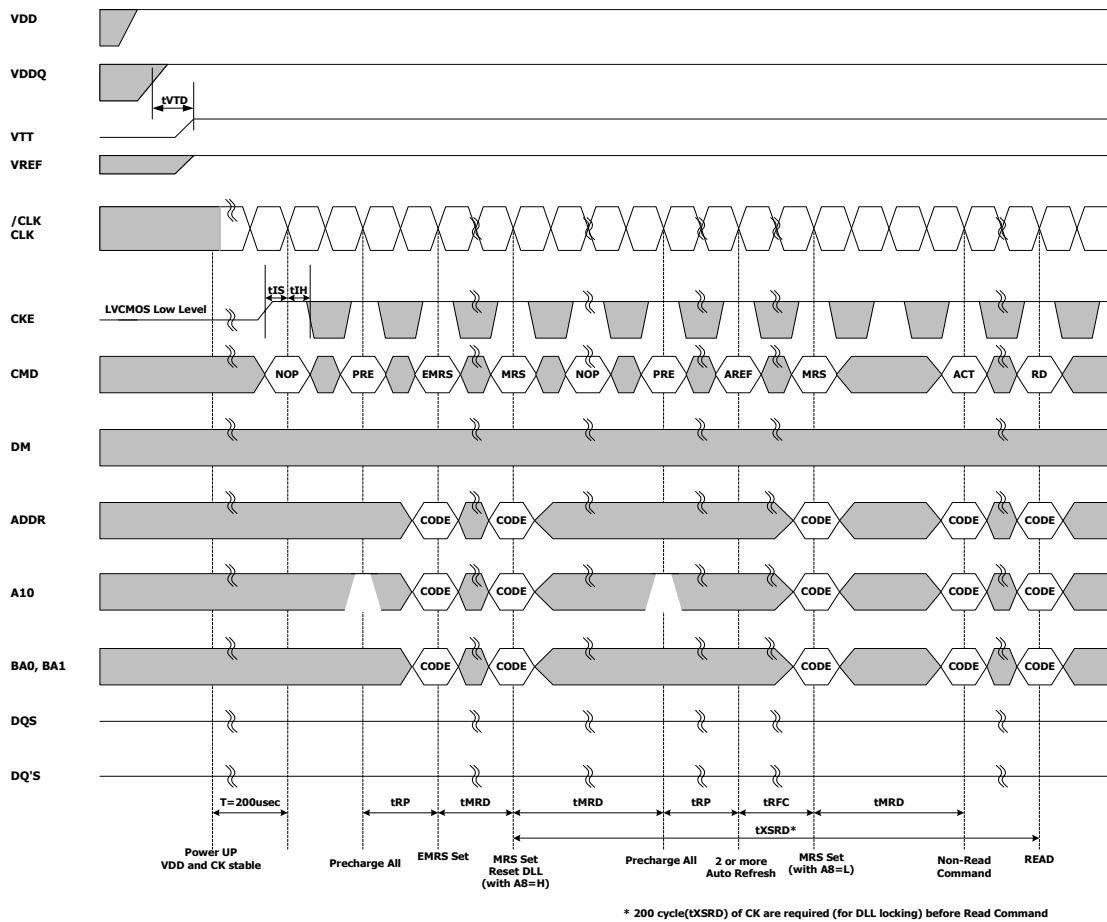 VDD
VDDQ
tVTD
VTT
VREF
/CLK
CLK
tIS tIH
CKE
LVCMOS Low Level
CMD
NOP PRE EMRS MRS NOP PRE AREF MRS ACT RD
DM
ADDR
CODE CODE CODE CODE CODE
A10
CODE CODE CODE CODE CODE
BA0, BA1
CODE CODE CODE CODE CODE
DQS
DQ'S
T=200usec tRP tMRD tMRD tRP tRFC tMRD
tXSRD*
Power UP
VDD and CK stable
Precharge All
EMRS Set
MRS Set
Reset DLL
(with A8=H)
Precharge All
2 or more
Auto Refresh
MRS Set
(with A8=L)
Non-Read
Command
READ
* 200 cycle(tXSRD) of CK are required (for DLL locking) before Read Command